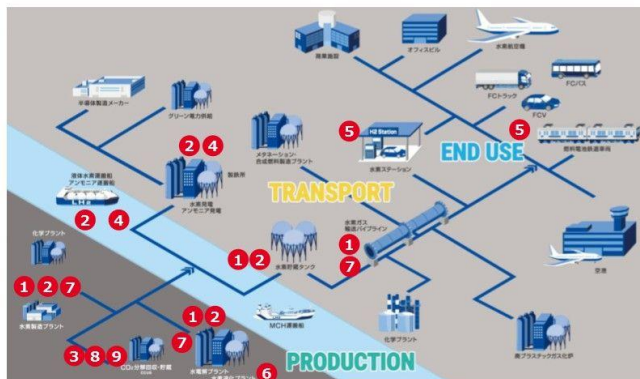 商業施設
オフィスビル
水素航空機
FCバス
FCトラック
FCV
半導体製造メーカー
グリーン電力供給
メタネーション・
合成燃料製造プラント
5
H2 Station
水素ステーション
END USE
5
燃料電池鉄道車両
2 4
製鉄所
水素発電
アンモニア発電
TRANSPORT
液体水素運搬船
アンモニア運搬船
LH2
2 4
水素ガス
輸送パイプライン
1
7
化学プラント
1 2
水素貯蔵タンク
空港
1 2 7
水素製造プラント
MCH運搬船
化学プラント
廃プラスチックガス化炉
1 2
7
3 8 9
CO2分離回収・貯蔵
水電解プラント
6
PRODUCTION